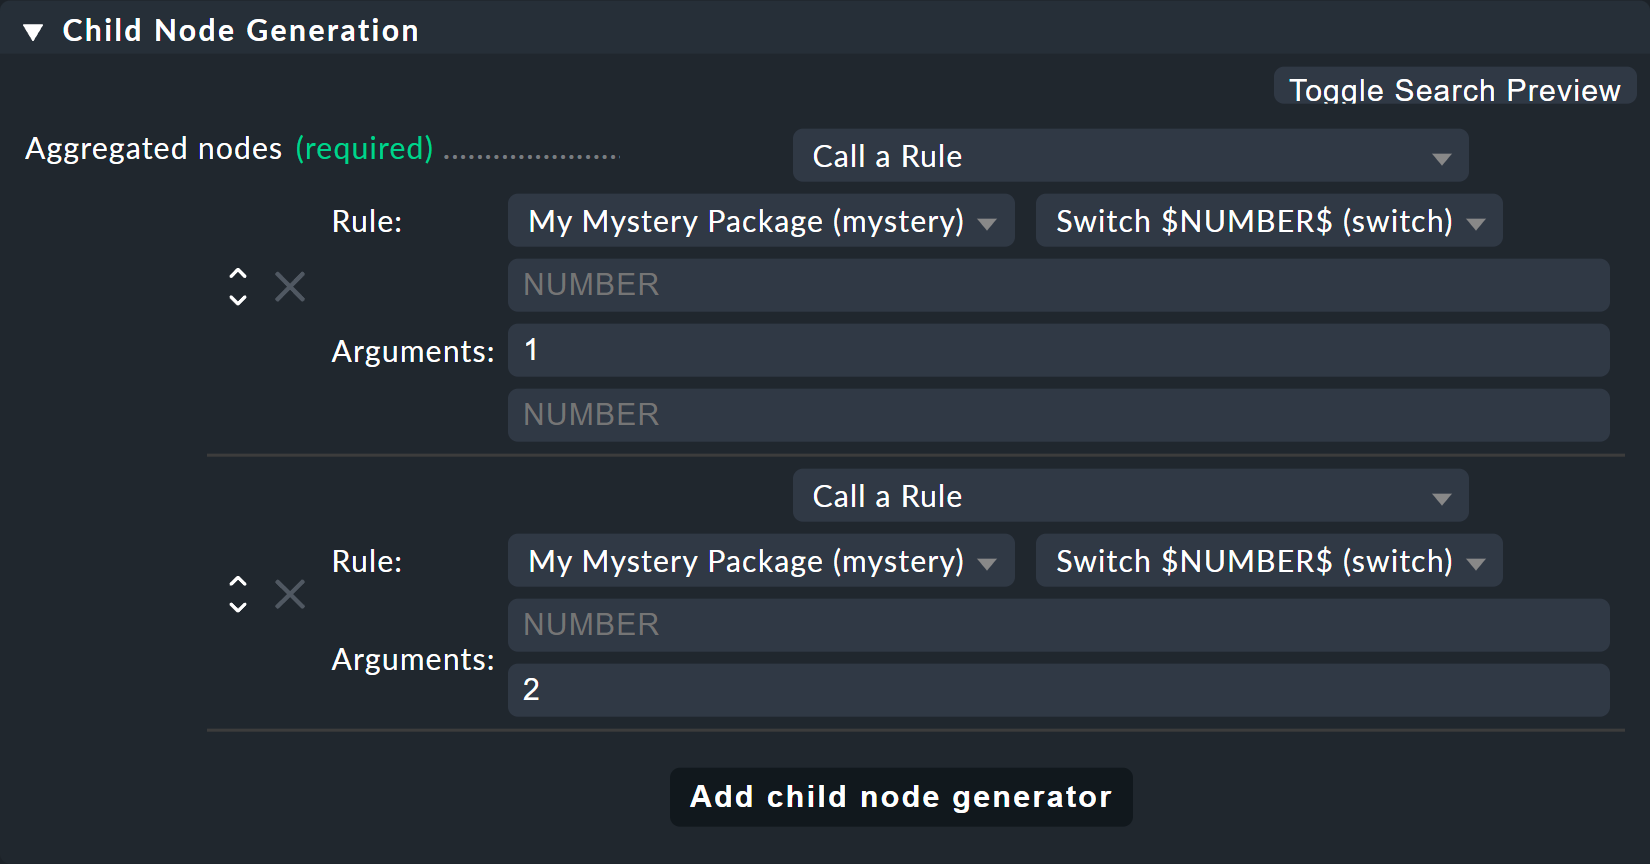 Child Node Generation
Toggle Search Preview
Aggregated nodes (required) ......................
Call a Rule
Rule: My Mystery Package (mystery) Switch $NUMBER$ (switch)
NUMBER
Arguments: 1
NUMBER
Call a Rule
Rule: My Mystery Package (mystery) Switch $NUMBER$ (switch)
NUMBER
Arguments:
2
Add child node generator